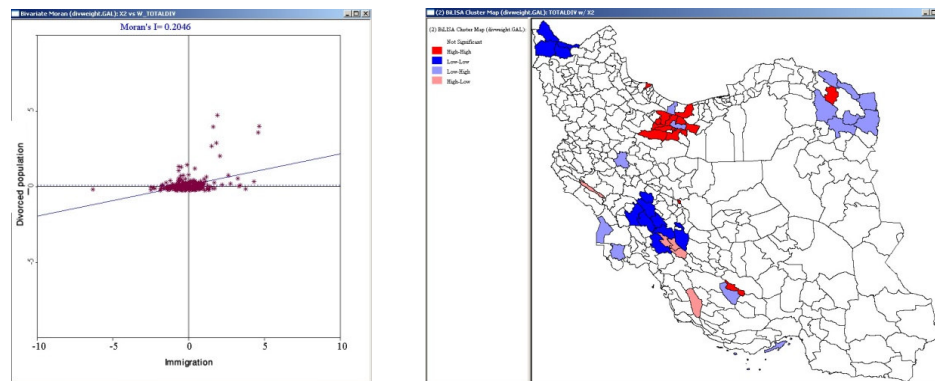 Bivariate Moran (divweight.GAL): X2 vs W_TOTALDIV
Moran's I= 0.2046
Divorced population
5
0
-5
-10
-5
0
5
10
Immigration
(2) BiLISA Cluster Map (divweight.GAL): TOTALDIV w/ X2
(2) BiLISA Cluster Map (divweight.GAL)
Not Significant
High-High
Low-Low
Low-High
High-Low